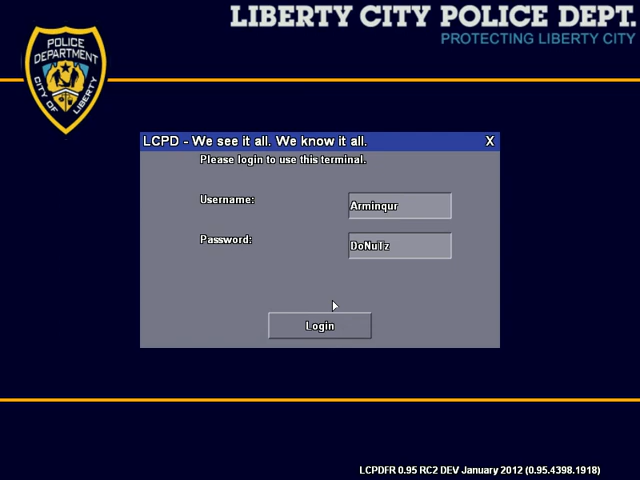 LIBERTY CITY POLICE DEPT.
PROTECTING LIBERTY CITY
POLICE
DEPARTMENT
CITY OF LIBERTY
LCPD - We see it all. We know it all. X
Please login to use this terminal.
Username: Arminqur
Password: DoNuTz
Login
LCPDFR 0.95 RC2 DEV January 2012 (0.95.4398.1918)